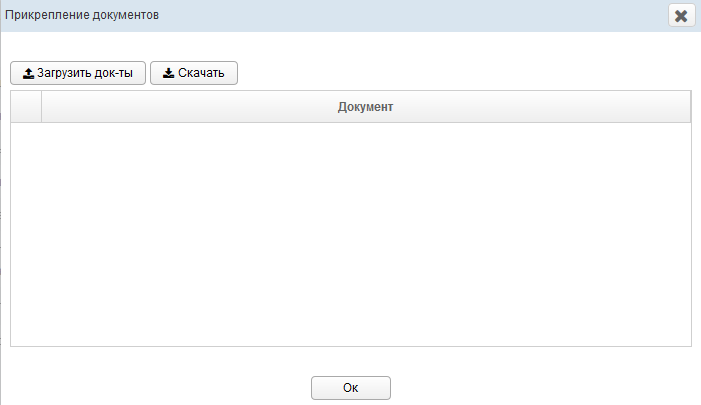 Прикрепление документов
Загрузить док-ты Скачать
Документ
Ок